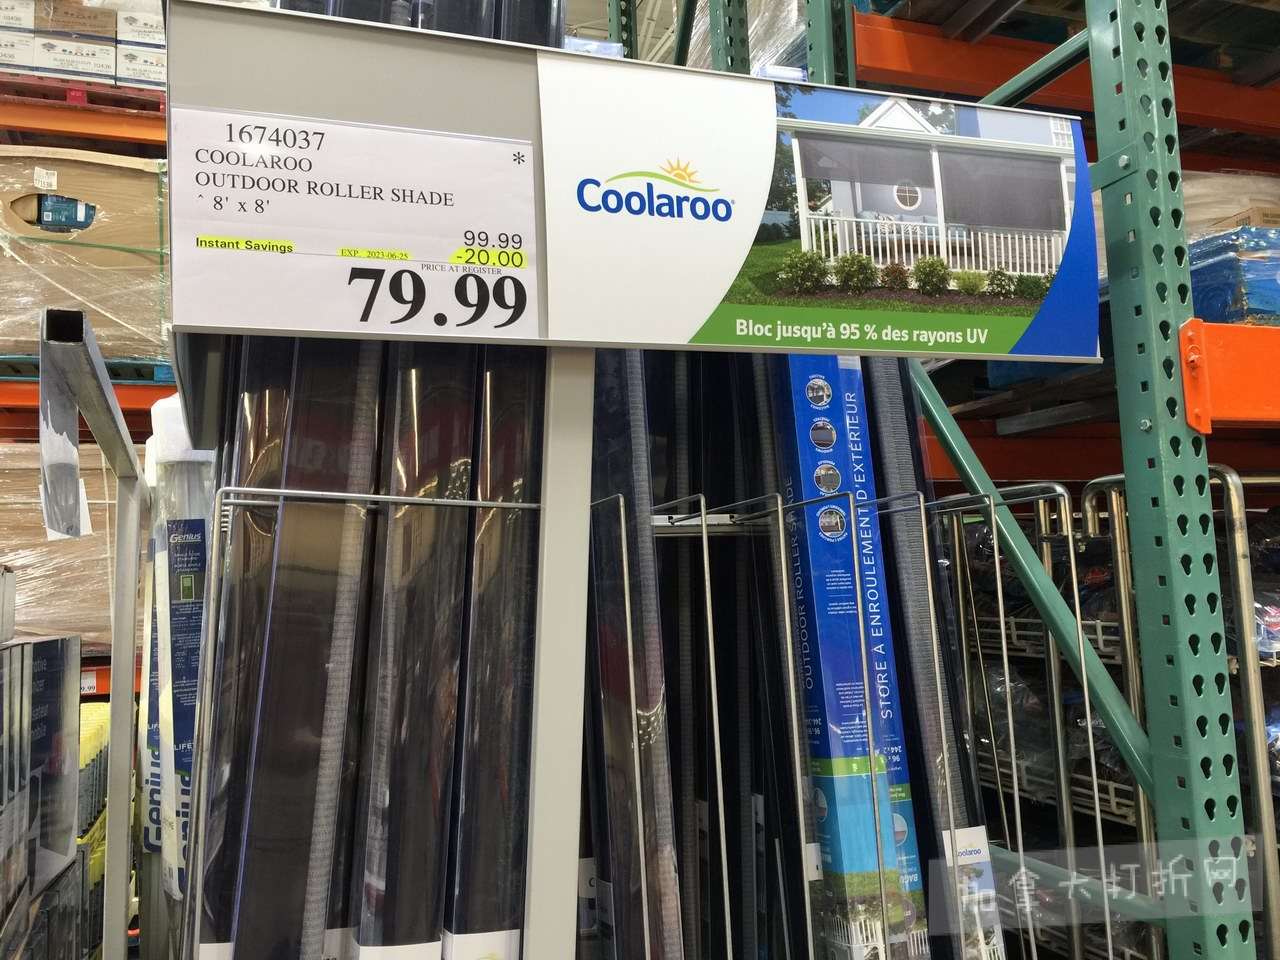 1674037
COOLAROO *
OUTDOOR ROLLER SHADE
^ 8' x 8'
99.99
Instant Savings EXP. 2023-06-25 -20.00
PRICE AT REGISTER
79.99
Coolaroo
Bloc jusqu'à 95 % des rayons UV
OUTDOOR ROLLER SHADE
STORE À ENROULEMENT D'EXTÉRIEUR
Genius
Genius
Coolaroo
加拿大打折网